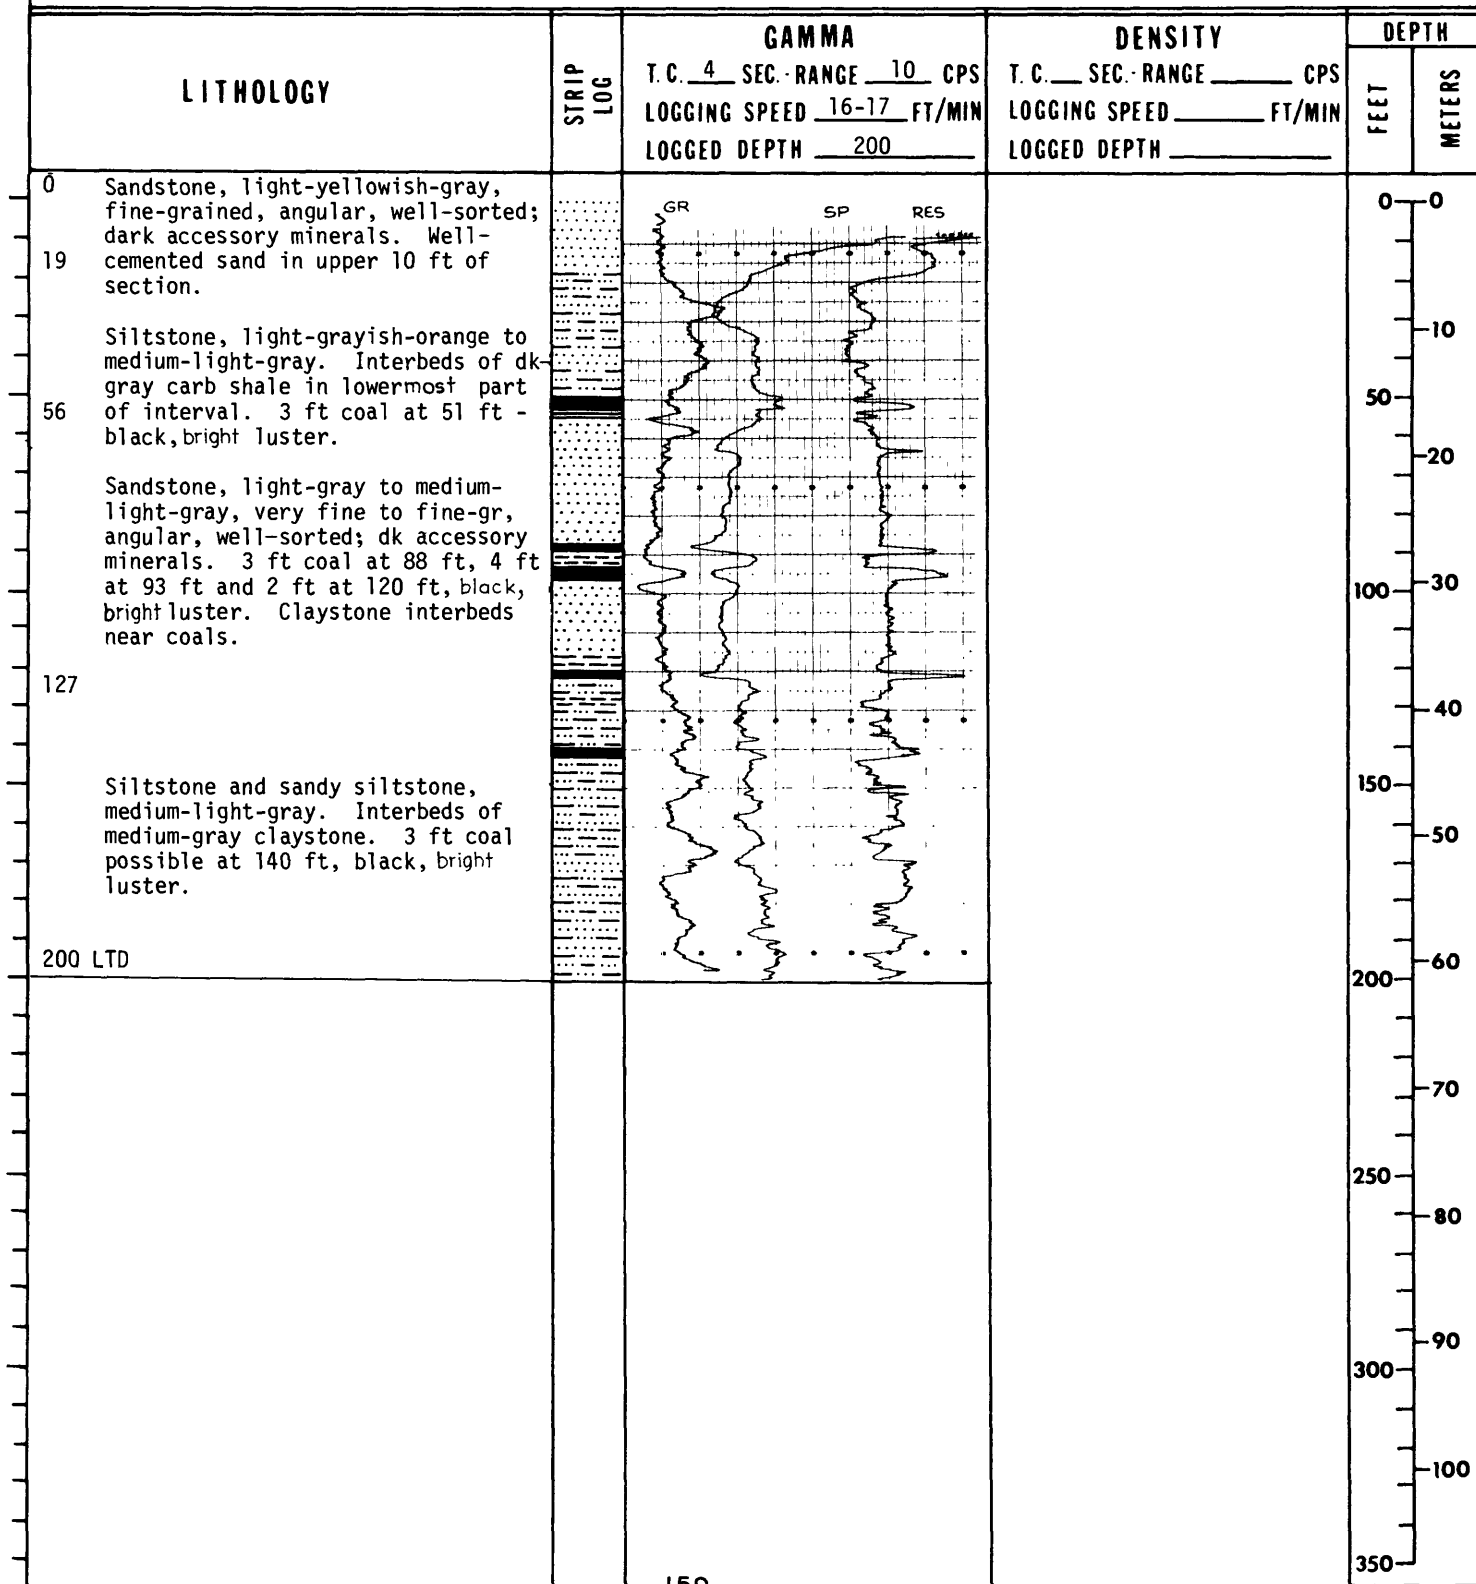 LITHOLOGY
STRIP LOG
GAMMA
T.C. 4 SEC. RANGE 10 CPS
LOGGING SPEED 16-17 FT/MIN
LOGGED DEPTH 200
DENSITY
T.C. SEC. RANGE CPS
LOGGING SPEED FT/MIN
LOGGED DEPTH
DEPTH
FEET
METERS
0 Sandstone, light-yellowish-gray,
fine-grained, angular, well-sorted;
dark accessory minerals. Well-
19 cemented sand in upper 10 ft of
section.
Siltstone, light-grayish-orange to
medium-light-gray. Interbeds of dk-
gray carb shale in lowermost part
56 of interval. 3 ft coal at 51 ft -
black, bright luster.
Sandstone, light-gray to medium-
light-gray, very fine to fine-gr,
angular, well-sorted; dk accessory
minerals. 3 ft coal at 88 ft, 4 ft
at 93 ft and 2 ft at 120 ft, black,
bright luster. Claystone interbeds
near coals.
127
Siltstone and sandy siltstone,
medium-light-gray. Interbeds of
medium-gray claystone. 3 ft coal
possible at 140 ft, black, bright
luster.
200 LTD
GR SP RES
0
50
100
150
200
250
300
350
0
10
20
30
40
50
60
70
80
90
100